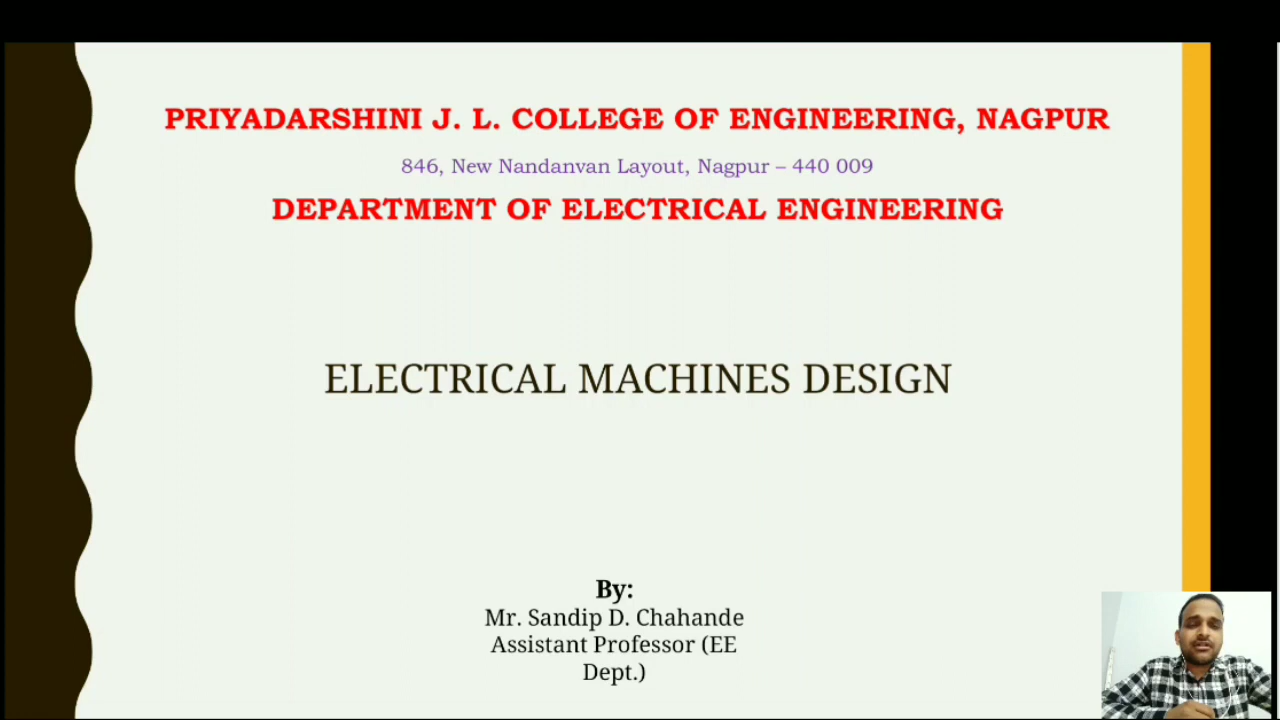 PRIYADARSHINI J. L. COLLEGE OF ENGINEERING, NAGPUR
846, New Nandanvan Layout, Nagpur – 440 009
DEPARTMENT OF ELECTRICAL ENGINEERING
ELECTRICAL MACHINES DESIGN
By:
Mr. Sandip D. Chahande
Assistant Professor (EE
Dept.)